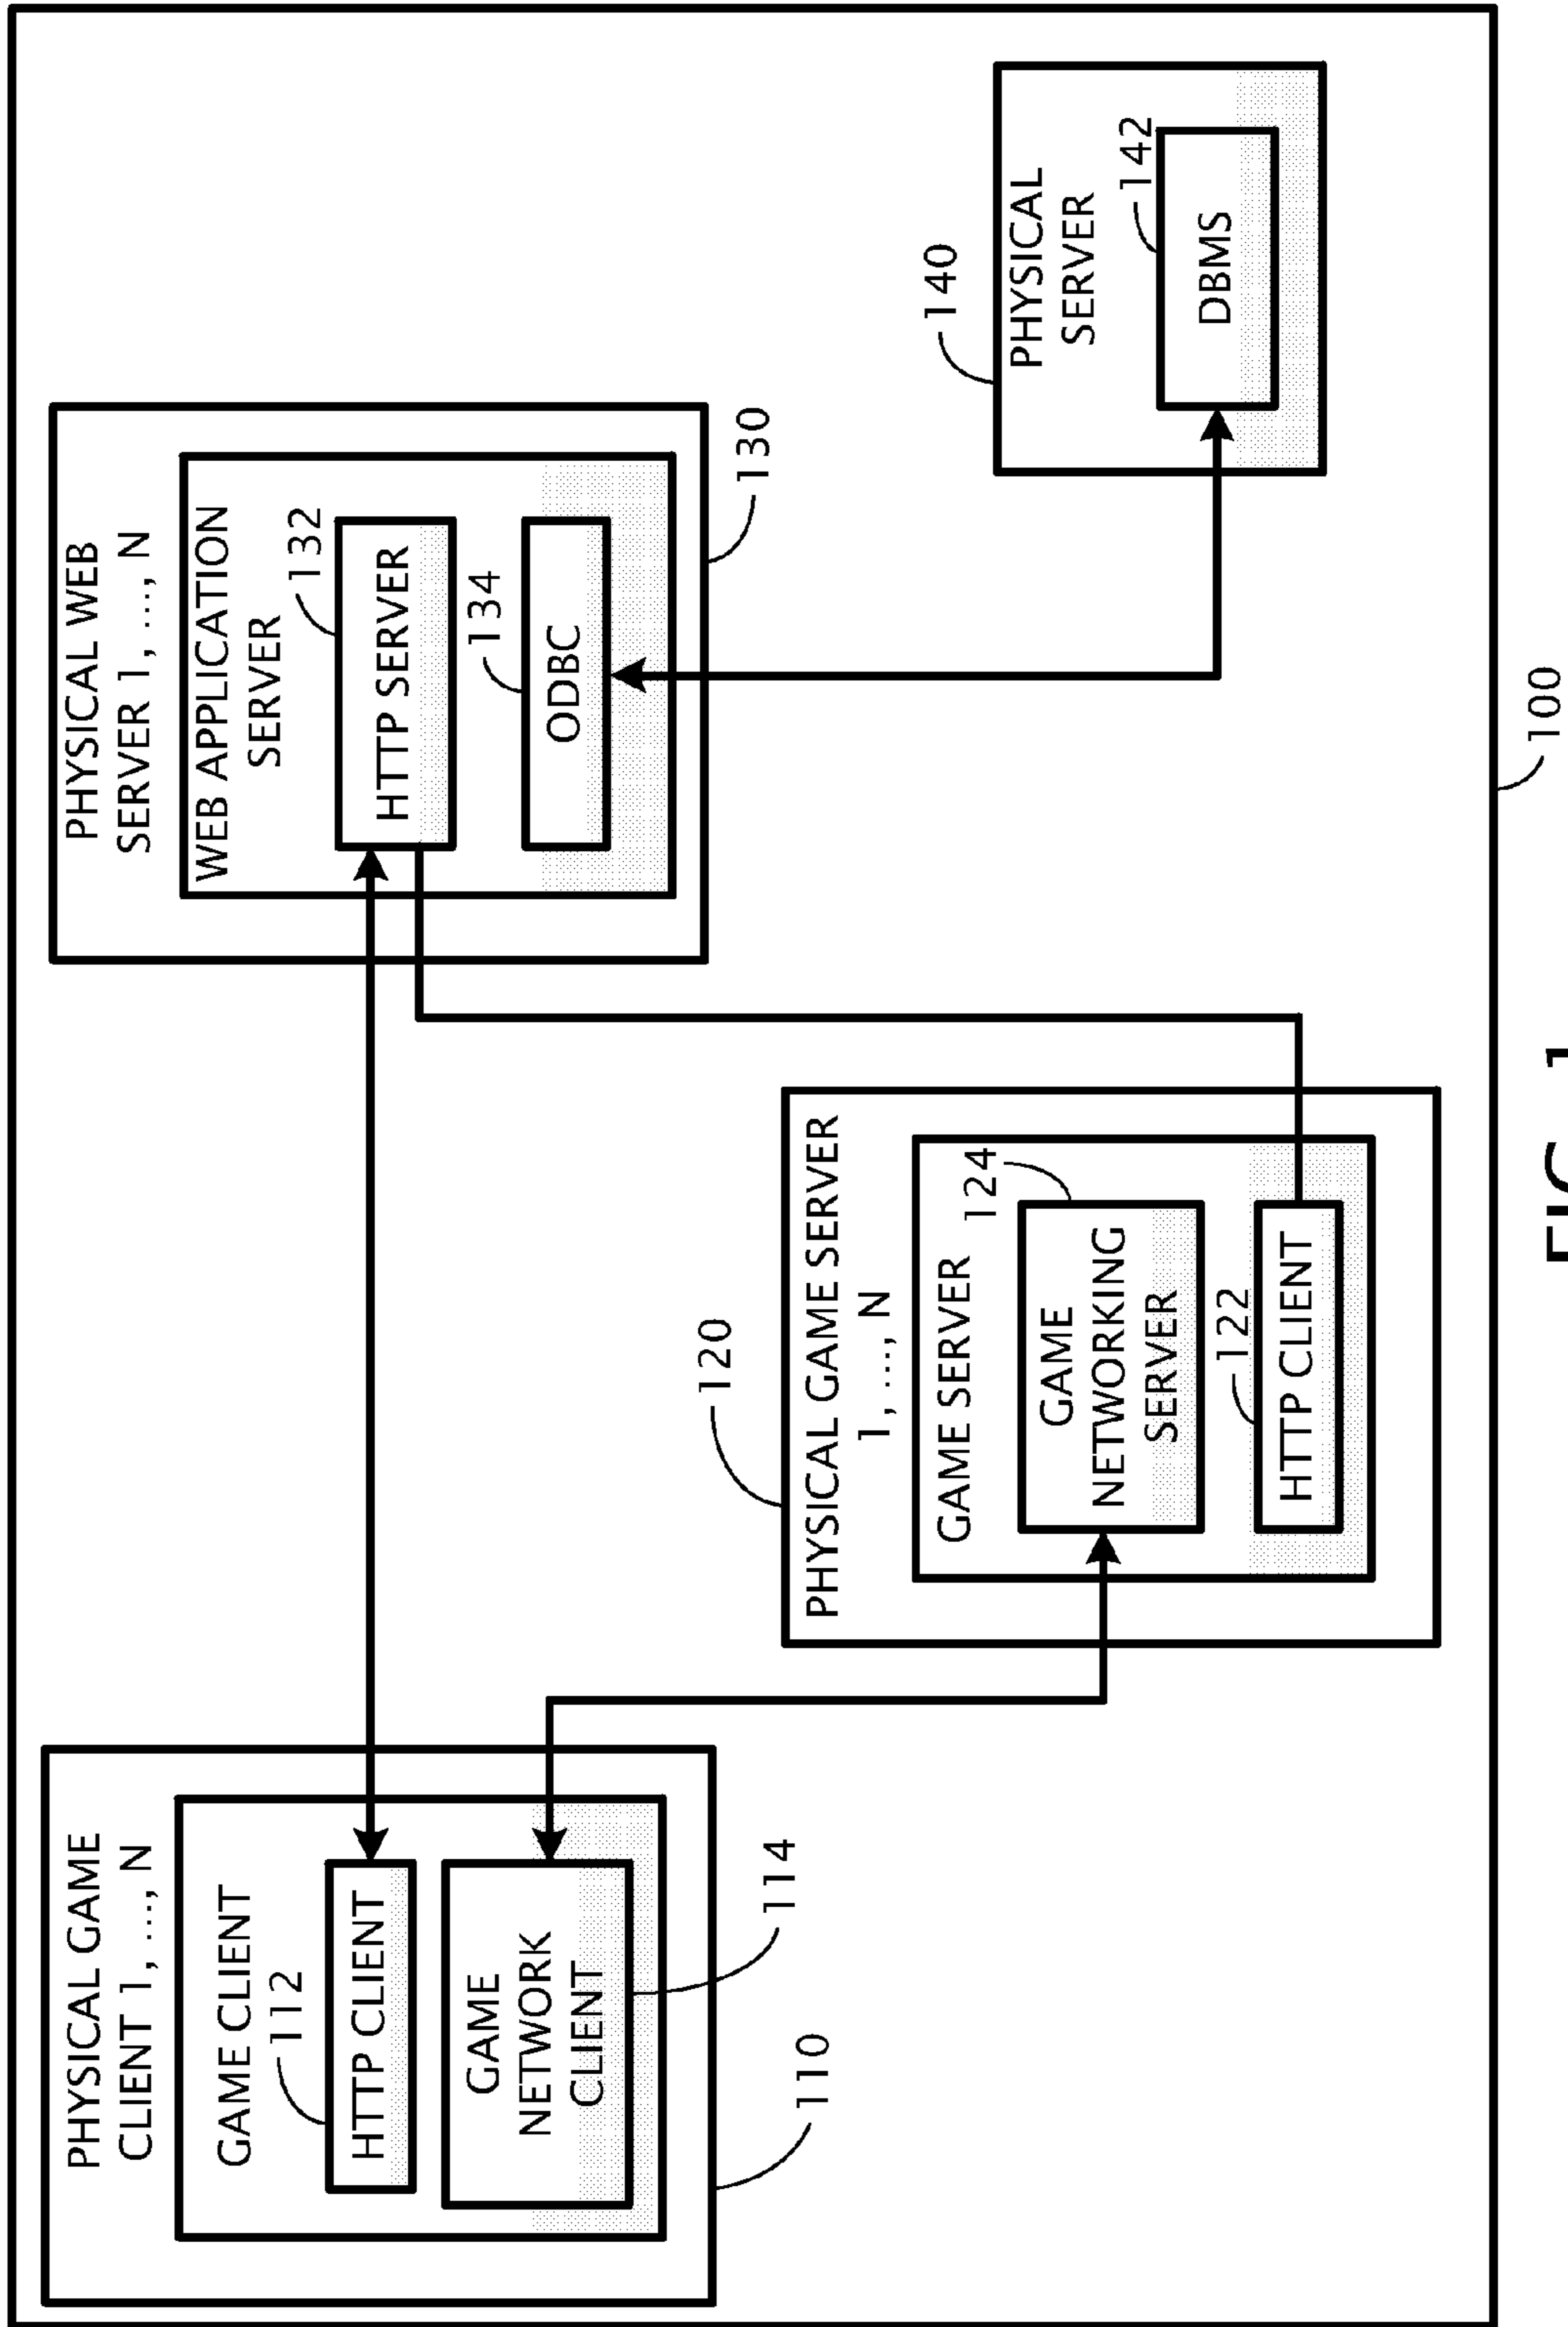 PHYSICAL GAME
CLIENT 1, ..., N
GAME CLIENT
112
HTTP CLIENT
GAME
NETWORK
CLIENT
114
110
120
PHYSICAL GAME SERVER
1, ..., N
GAME SERVER
124
GAME
NETWORKING
SERVER
122
HTTP CLIENT
PHYSICAL WEB
SERVER 1, ..., N
WEB APPLICATION
SERVER
132
HTTP SERVER
134
ODBC
130
140
PHYSICAL
SERVER
142
DBMS
100
FIG. 1